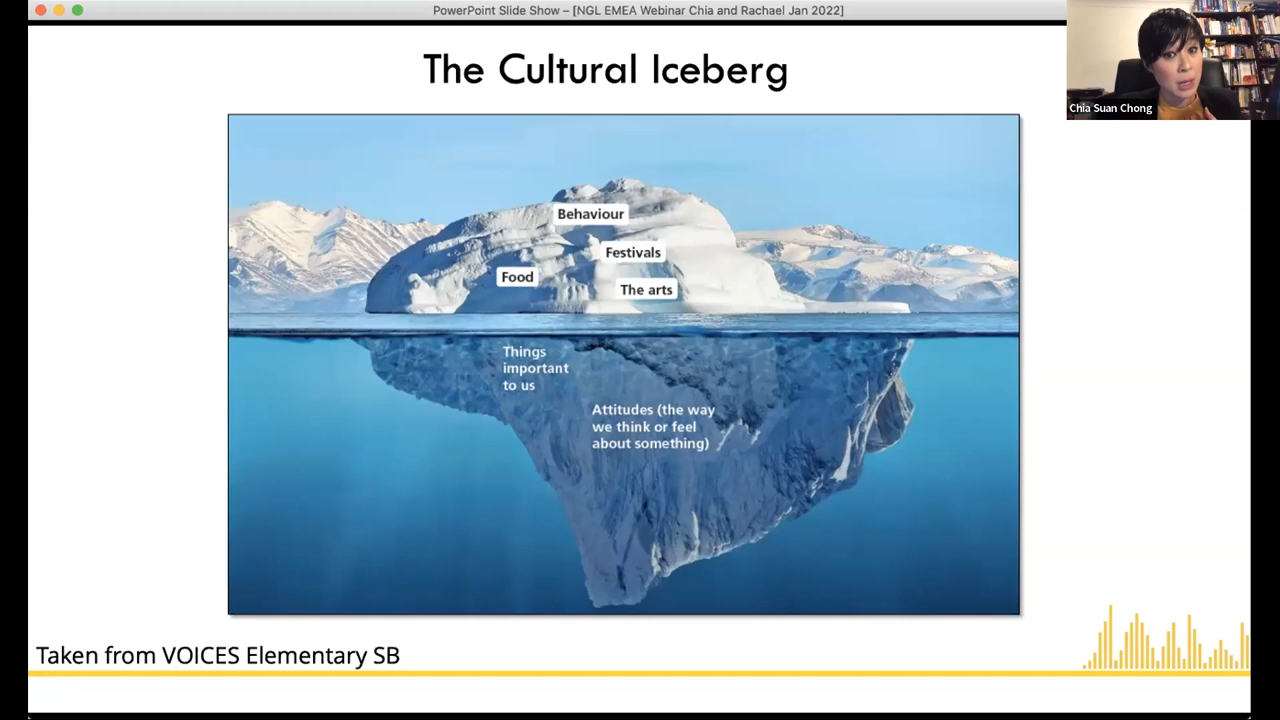 PowerPoint Slide Show – [NGL EMEA Webinar Chia and Rachael Jan 2022]
Chia Suan Chong
The Cultural Iceberg
Behaviour
Festivals
Food
The arts
Things
important
to us
Attitudes (the way
we think or feel
about something)
Taken from VOICES Elementary SB